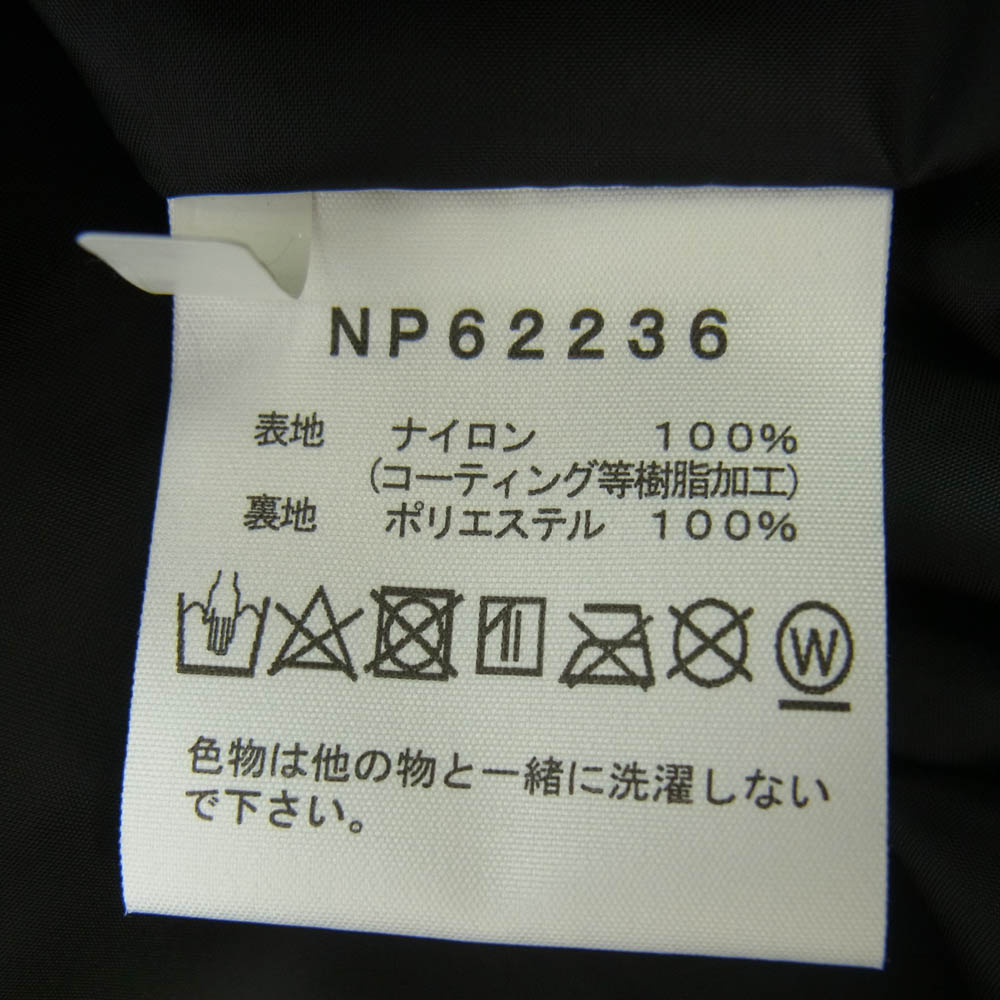 NP62236
表地 ナイロン 100%
(コーティング等樹脂加工)
裏地 ポリエステル 100%
W
色物は他の物と一緒に洗濯しない
で下さい。